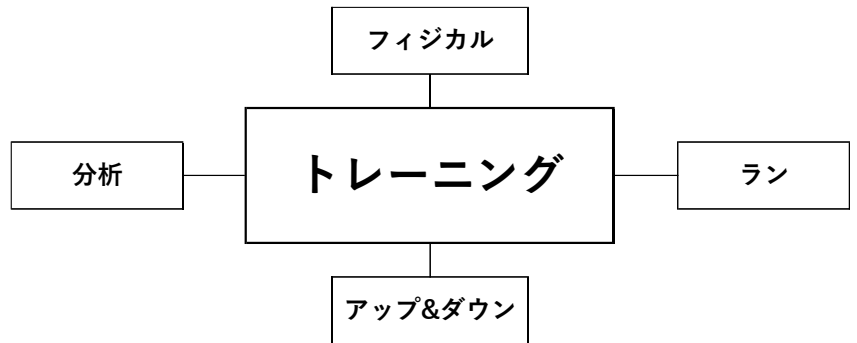 フィジカル
分析
トレーニング
ラン
アップ&ダウン